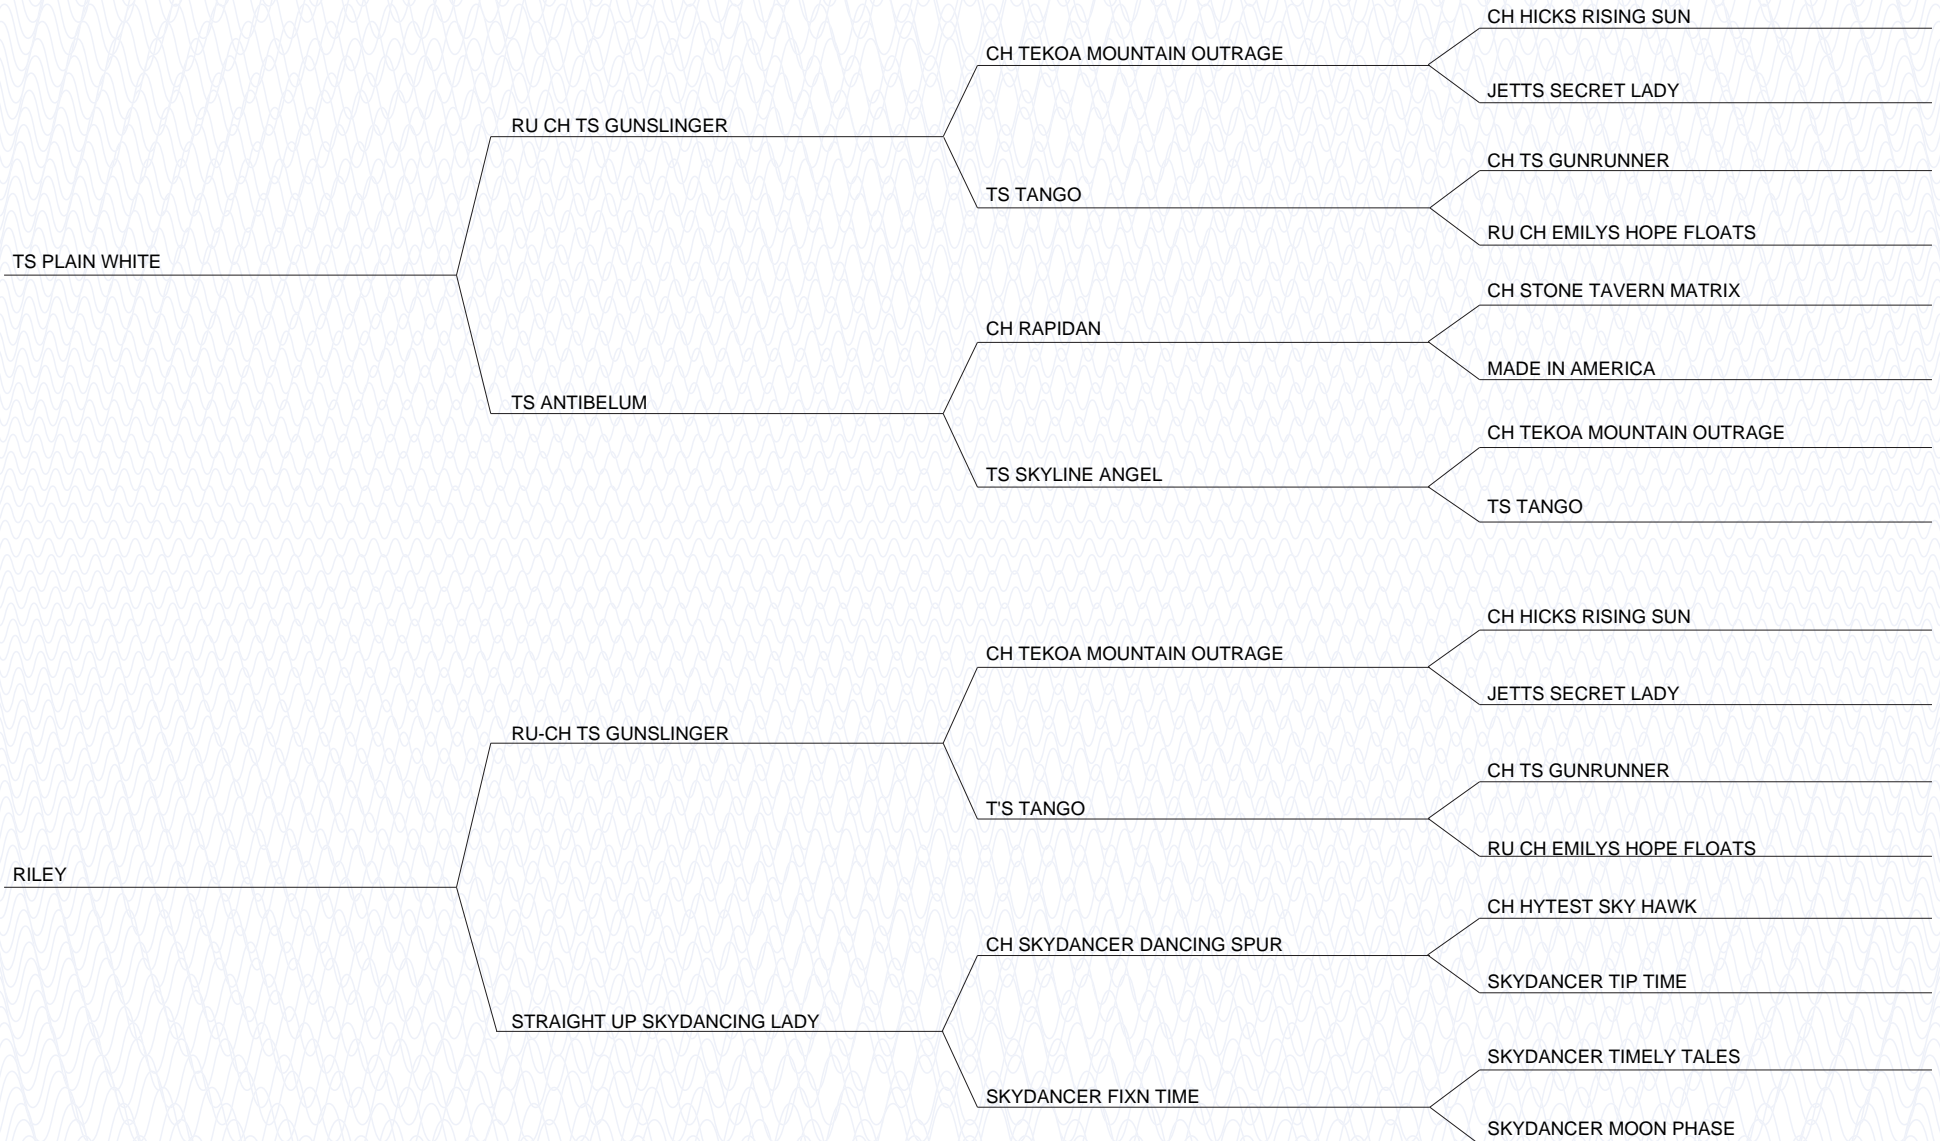 CH HICKS RISING SUN
CH TEKOA MOUNTAIN OUTRAGE
JETTS SECRET LADY
RU CH TS GUNSLINGER
CH TS GUNRUNNER
TS TANGO
RU CH EMILYS HOPE FLOATS
TS PLAIN WHITE
CH STONE TAVERN MATRIX
CH RAPIDAN
MADE IN AMERICA
TS ANTIBELUM
CH TEKOA MOUNTAIN OUTRAGE
TS SKYLINE ANGEL
TS TANGO
CH HICKS RISING SUN
CH TEKOA MOUNTAIN OUTRAGE
JETTS SECRET LADY
RU-CH TS GUNSLINGER
CH TS GUNRUNNER
T'S TANGO
RU CH EMILYS HOPE FLOATS
RILEY
CH HYTEST SKY HAWK
CH SKYDANCER DANCING SPUR
SKYDANCER TIP TIME
STRAIGHT UP SKYDANCING LADY
SKYDANCER TIMELY TALES
SKYDANCER FIXN TIME
SKYDANCER MOON PHASE